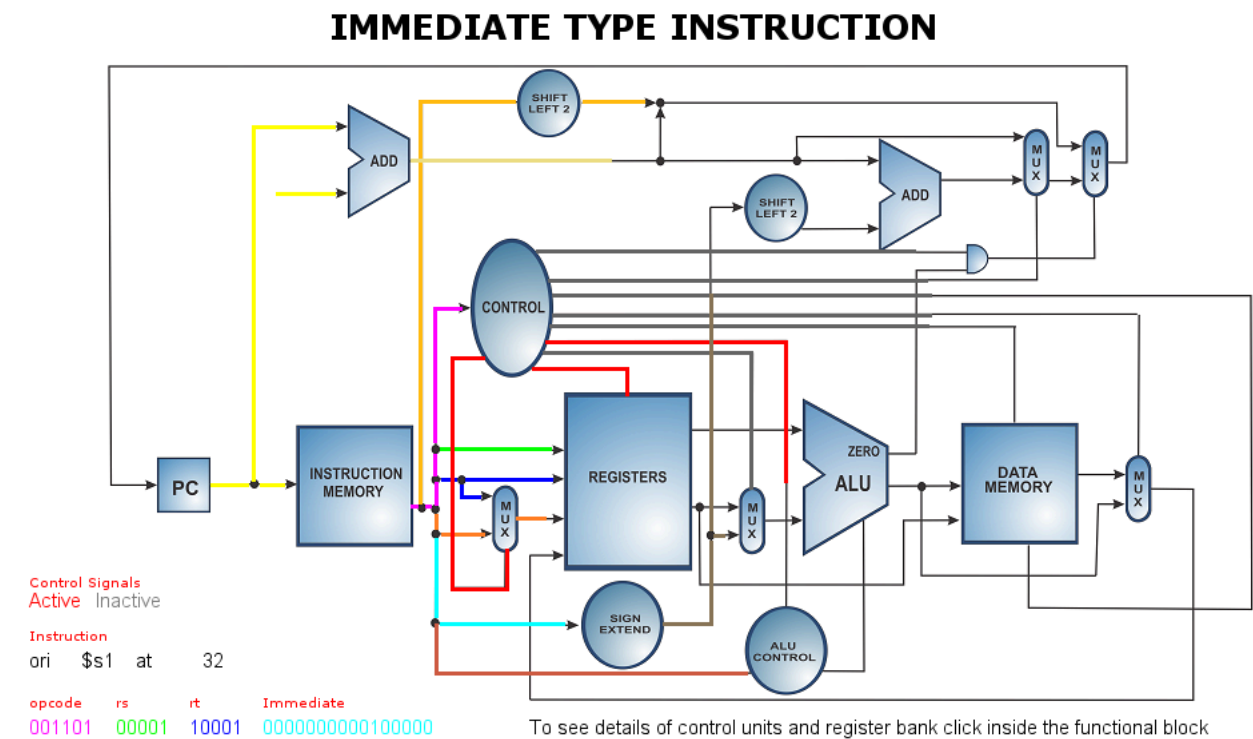 IMMEDIATE TYPE INSTRUCTION
SHIFT
LEFT 2
ADD
MUX
MUX
SHIFT
LEFT 2
ADD
CONTROL
PC
INSTRUCTION
MEMORY
MUX
REGISTERS
MUX
ZERO
ALU
DATA
MEMORY
MUX
SIGN
EXTEND
ALU
CONTROL
Control Signals
Active Inactive
Instruction
ori $s1 at 32
opcode rs rt Immediate
001101 00001 10001 0000000000100000
To see details of control units and register bank click inside the functional block